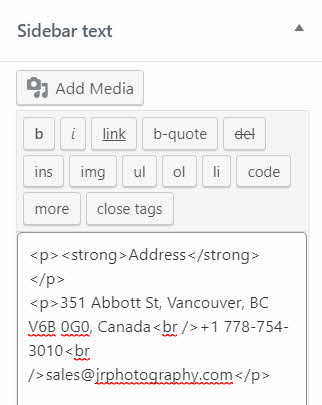 Sidebar text
Add Media
b i link b-quote del
ins img ul ol li code
more close tags
<p><strong>Address</strong>
</p>
<p>351 Abbott St, Vancouver, BC
V6B 0G0, Canada<br />+1 778-754-
3010<br
/>sales@jrphotography.com</p>